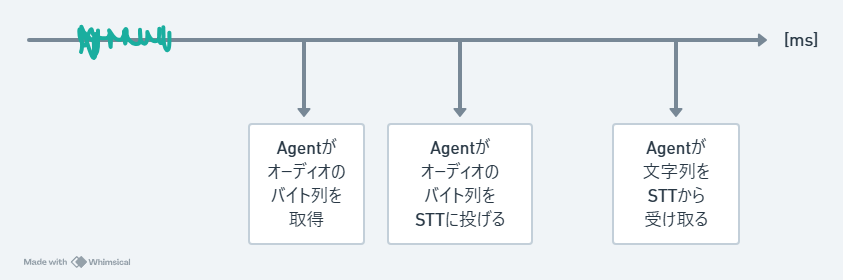 [ms]
Agentが
オーディオの
バイト列を
取得
Agentが
オーディオの
バイト列を
STTに投げる
Agentが
文字列を
STTから
受け取る
Made with Whimsical